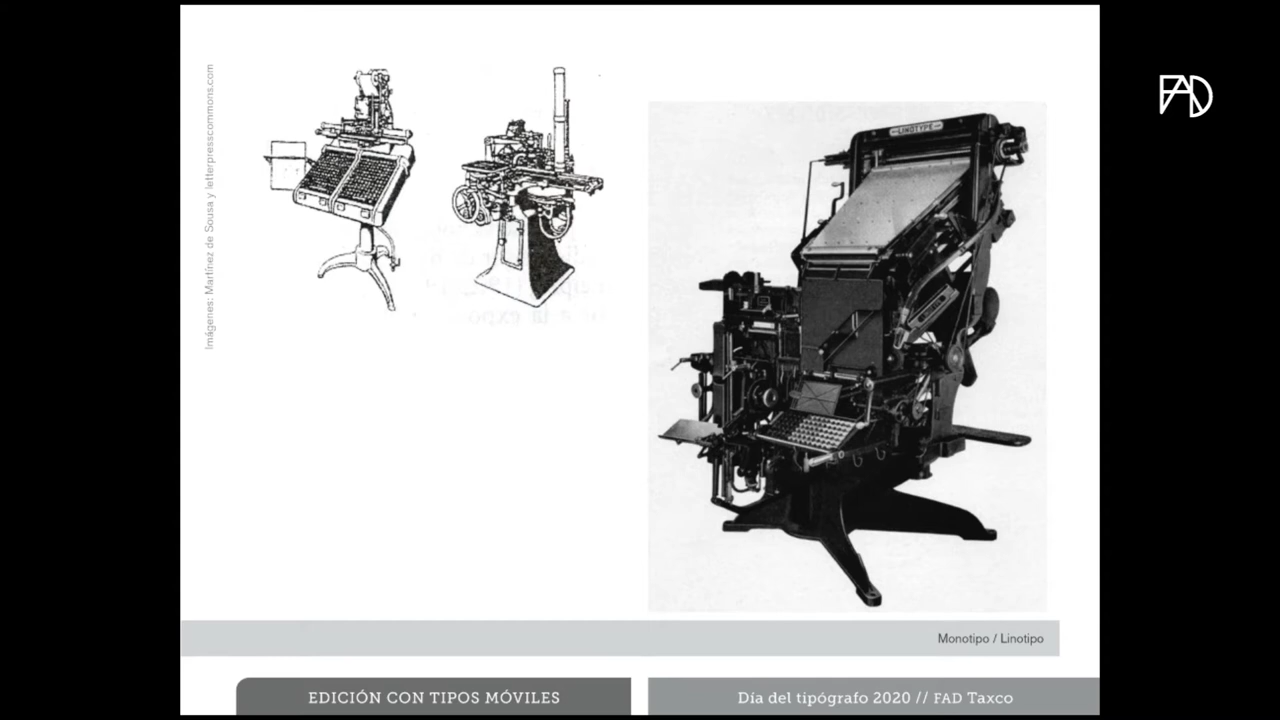 FAD
Imágenes: Martínez de Sousa y letterpresscommons.com
LINOTYPE
Monotipo / Linotipo
EDICIÓN CON TIPOS MÓVILES
Día del tipógrafo 2020 // FAD Taxco